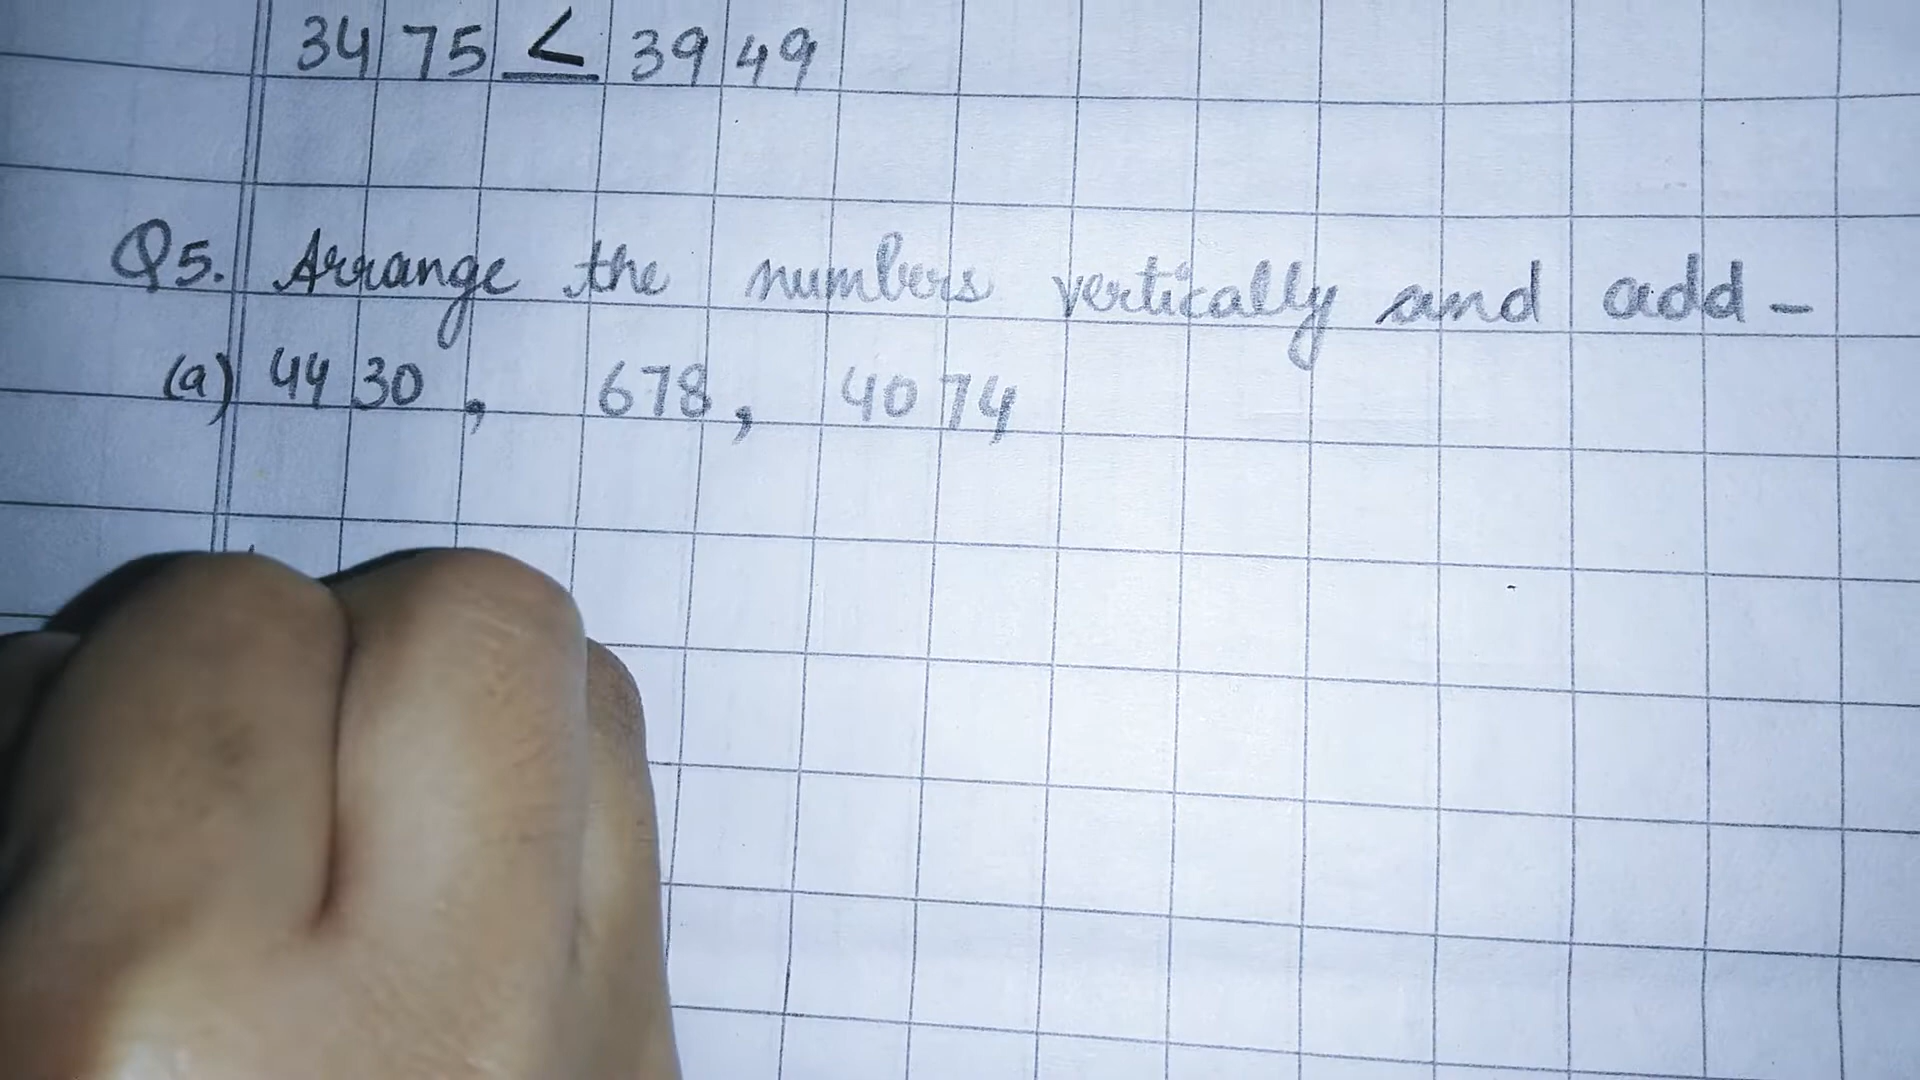 3475 < 3949
Q5. Arrange the numbers vertically and add -
(a) 4430, 678, 4074